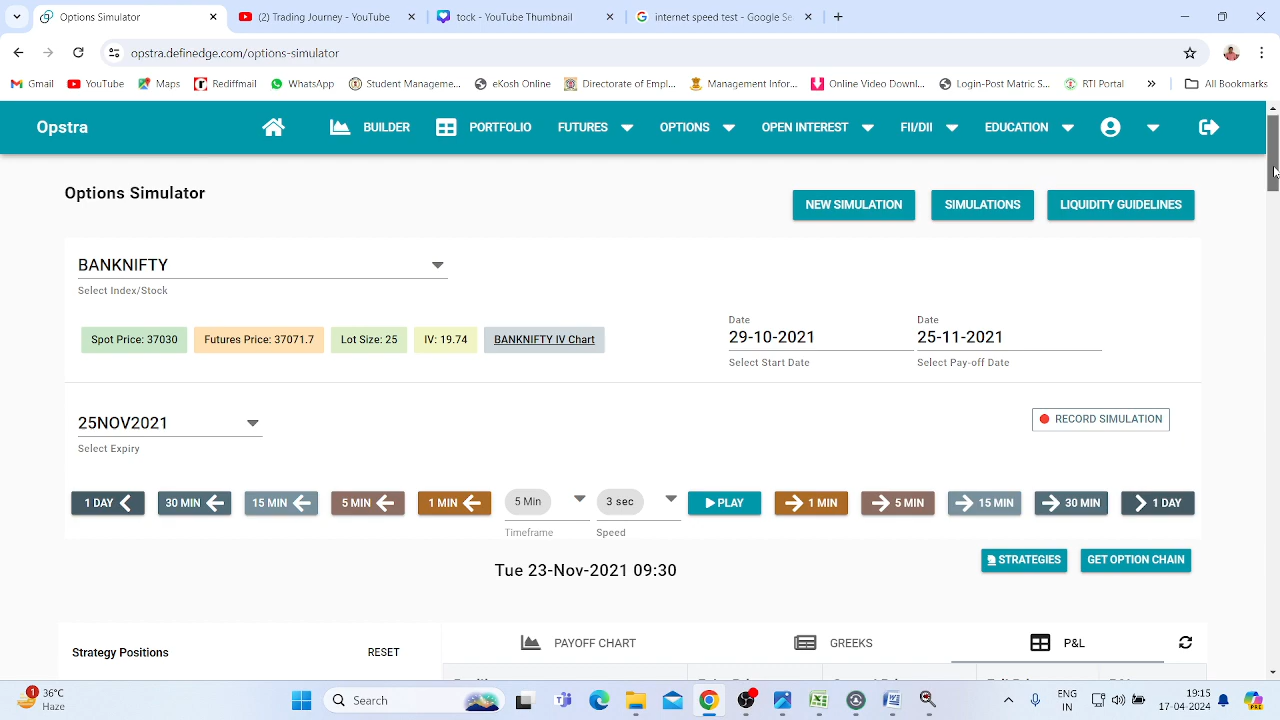 Options Trading Journey
(2) YouTube
tock - YouTube Thumbnail
internet speed test - Google Se
opstra.definedge.com/options-simulator
Gmail YouTube Maps Rediffmail WhatsApp Student Manageme... eKosh Online Directorate of Empl... Management Infor... Online Video Downl... Login-Post Matric S... RTI Portal » All Bookmarks
Opstra BUILDER PORTFOLIO FUTURES OPTIONS OPEN INTEREST FII/DII EDUCATION
Options Simulator
NEW SIMULATION SIMULATIONS LIQUIDITY GUIDELINES
BANKNIFTY
Select Index/Stock
Spot Price: 37030 Futures Price: 37071.7 Lot Size: 25 IV: 19.74 BANKNIFTY IV Chart
Date Date
29-10-2021 25-11-2021
Select Start Date Select Pay-off Date
25NOV2021
Select Expiry
RECORD SIMULATION
1 DAY 30 MIN 15 MIN 5 MIN 1 MIN 5 Min 3 sec PLAY 1 MIN 5 MIN 15 MIN 30 MIN 1 DAY
Timeframe Speed
Tue 23-Nov-2021 09:30
STRATEGIES GET OPTION CHAIN
Strategy Positions RESET
PAYOFF CHART GREEKS P&L
1 36°C
Haze
Search
ENG
IN
19:15
17-04-2024